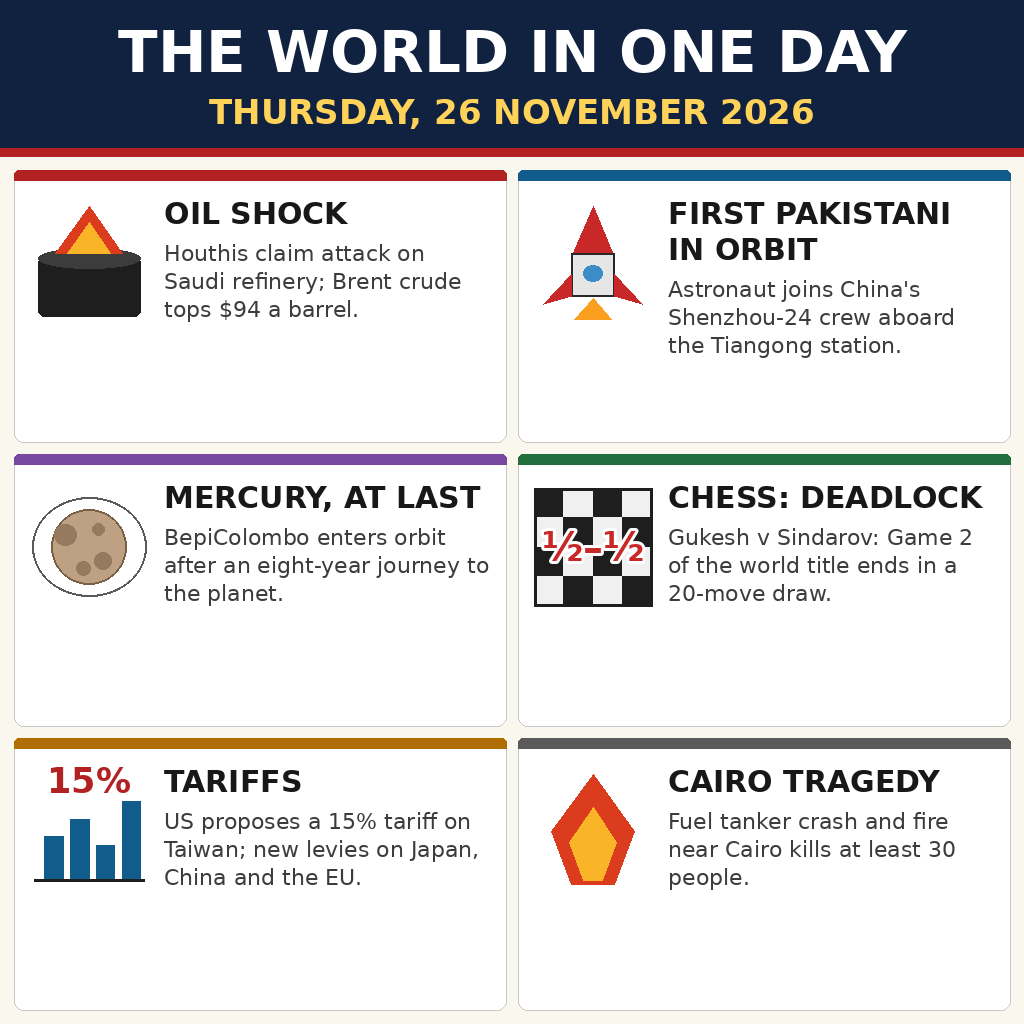 THE WORLD IN ONE DAY
THURSDAY, 26 NOVEMBER 2026
OIL SHOCK
Houthis claim attack on
Saudi refinery; Brent crude
tops $94 a barrel.
FIRST PAKISTANI
IN ORBIT
Astronaut joins China's
Shenzhou-24 crew aboard
the Tiangong station.
MERCURY, AT LAST
BepiColombo enters orbit
after an eight-year journey to
the planet.
½–½
CHESS: DEADLOCK
Gukesh v Sindarov: Game 2
of the world title ends in a
20-move draw.
15%
TARIFFS
US proposes a 15% tariff on
Taiwan; new levies on Japan,
China and the EU.
CAIRO TRAGEDY
Fuel tanker crash and fire
near Cairo kills at least 30
people.